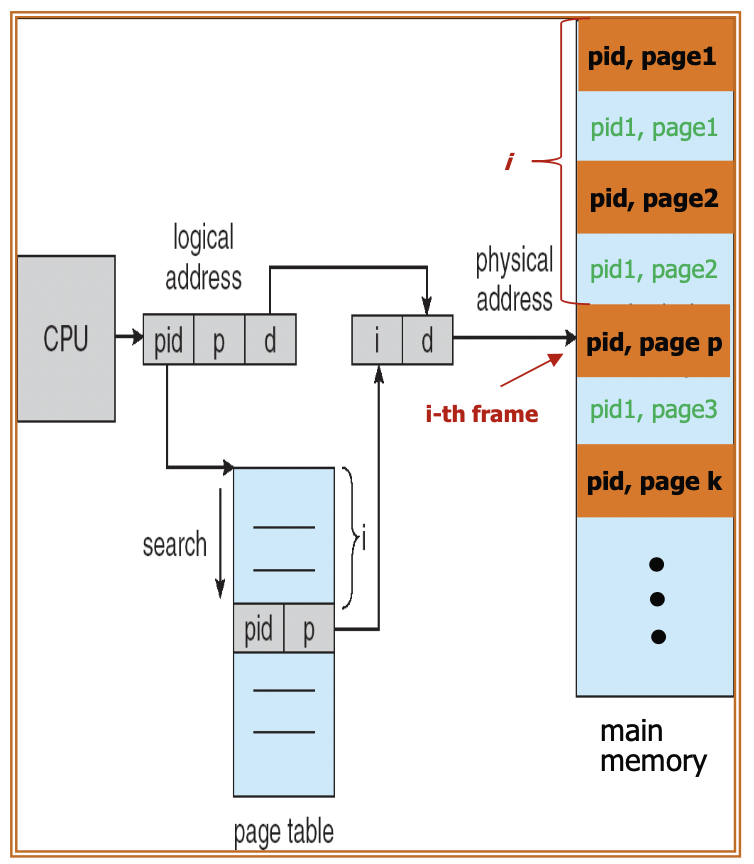 pid, page1
pid1, page1
i
pid, page2
logical
address
physical
address
pid1, page2
CPU
pid p d
i d
pid, page p
i-th frame
pid1, page3
pid, page k
search
i
pid p
main
memory
page table